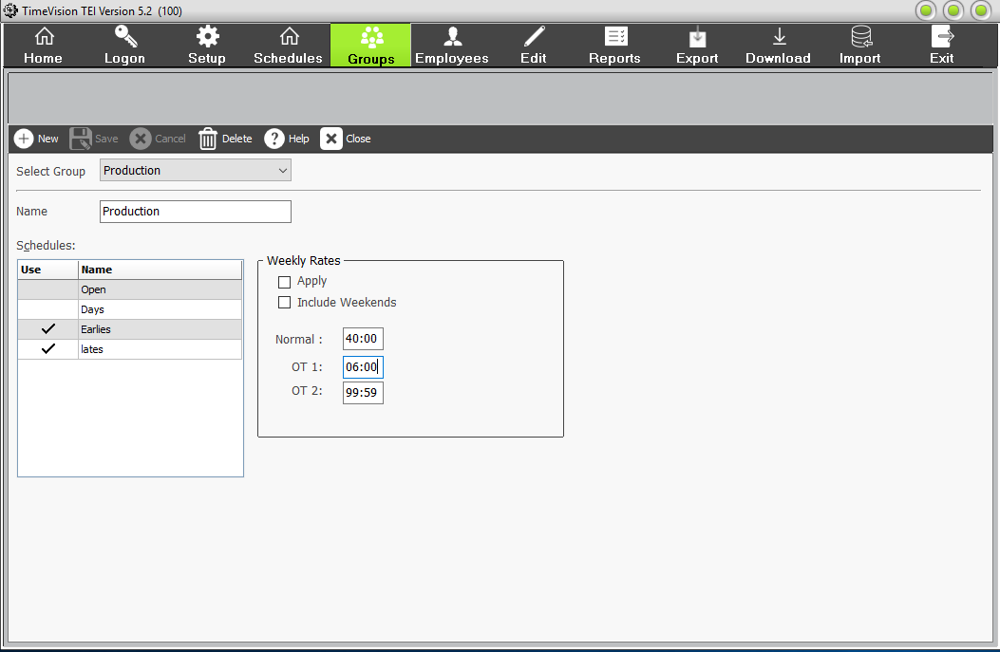 TimeVision TEI Version 5.2 (100)
Home Logon Setup Schedules Groups Employees Edit Reports Export Download Import Exit
New Save Cancel Delete ? Help Close
Select Group Production
Name Production
Schedules:
Use Name
Open
Days
Earlies
lates
Weekly Rates
Apply
Include Weekends
Normal : 40:00
OT 1: 06:00
OT 2: 99:59